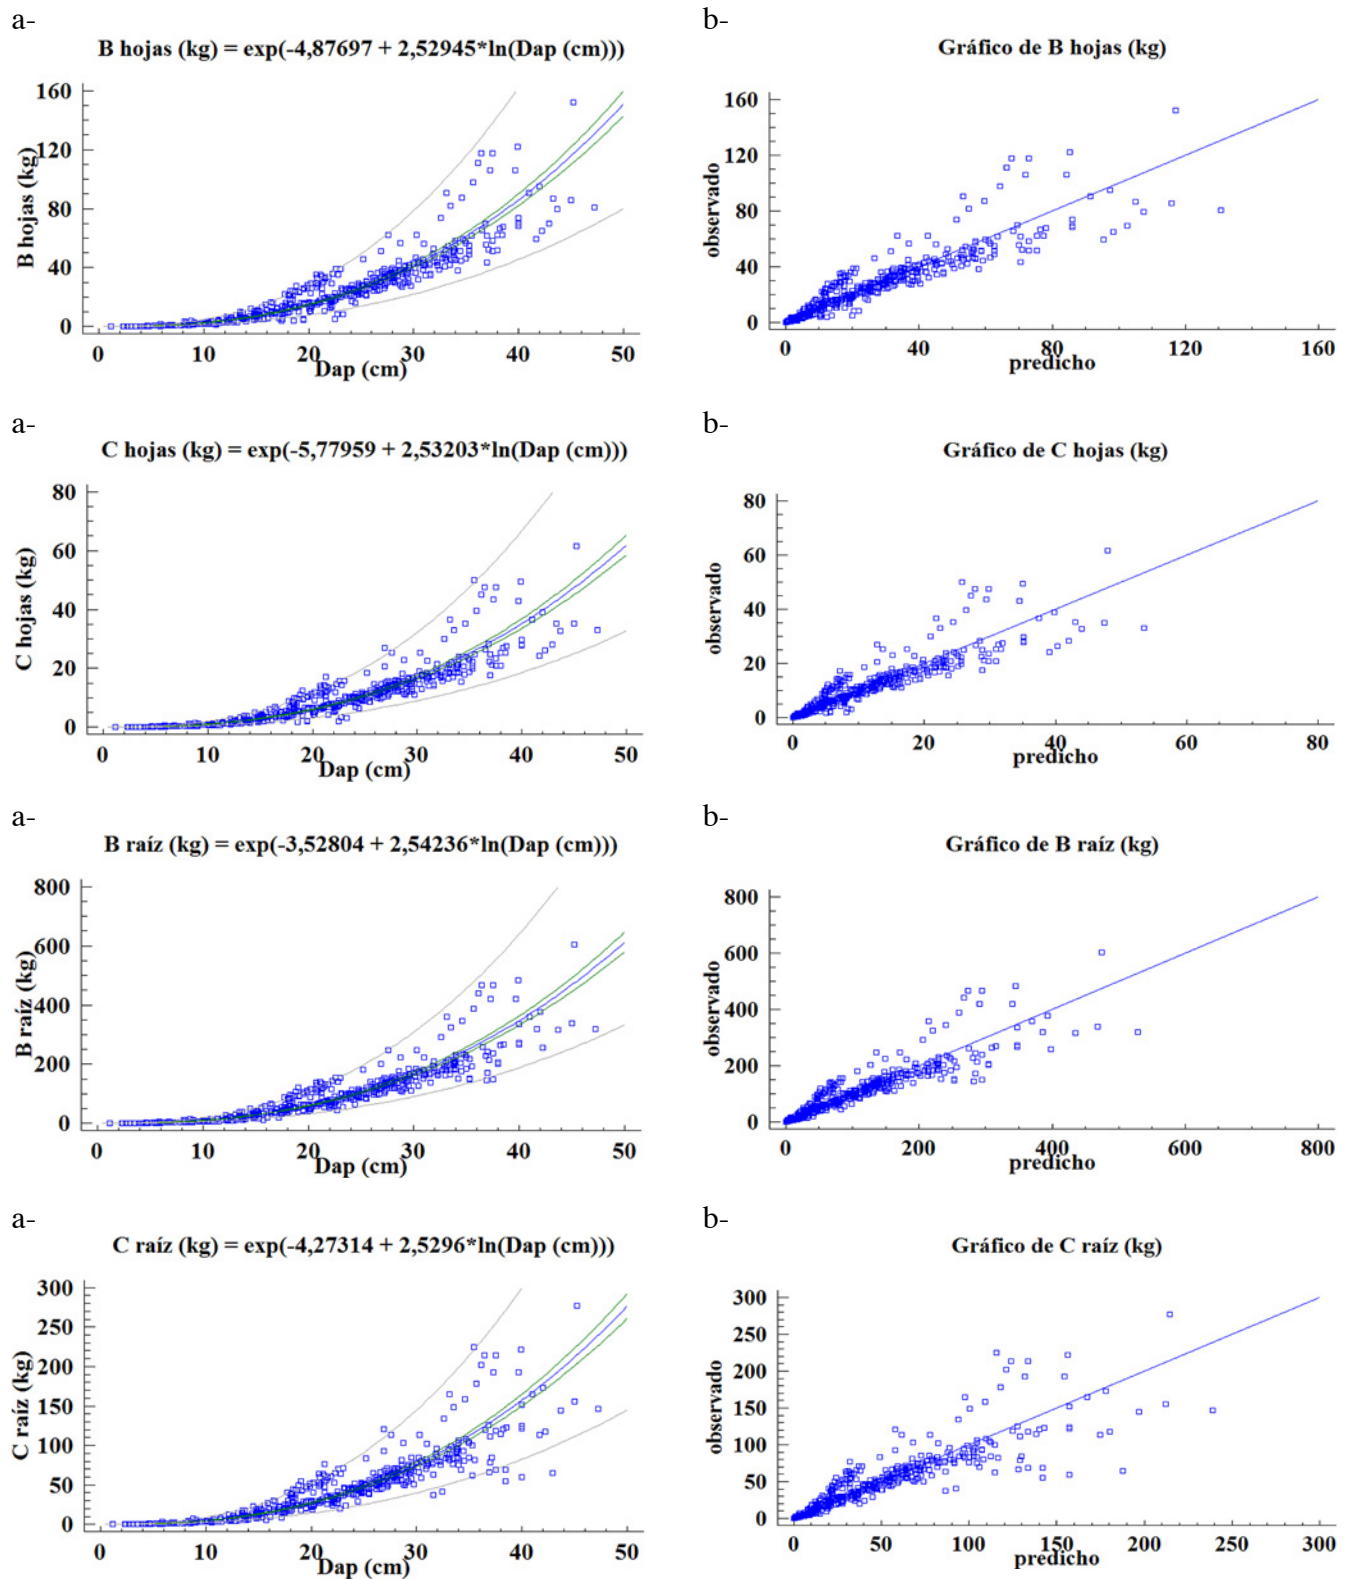 a-
b-
B hojas (kg) = exp(-4,87697 + 2,52945*ln(Dap (cm)))
Gráfico de B hojas (kg)
B hojas (kg)
160
120
80
40
0
0 10 20 30 40 50
Dap (cm)
observado
160
120
80
40
0
0 40 80 120 160
predicho
a-
b-
C hojas (kg) = exp(-5,77959 + 2,53203*ln(Dap (cm)))
Gráfico de C hojas (kg)
C hojas (kg)
80
60
40
20
0
0 10 20 30 40 50
Dap (cm)
observado
80
60
40
20
0
0 20 40 60 80
predicho
a-
b-
B raíz (kg) = exp(-3,52804 + 2,54236*ln(Dap (cm)))
Gráfico de B raíz (kg)
B raíz (kg)
800
600
400
200
0
0 10 20 30 40 50
Dap (cm)
observado
800
600
400
200
0
0 200 400 600 800
predicho
a-
b-
C raíz (kg) = exp(-4,27314 + 2,5296*ln(Dap (cm)))
Gráfico de C raíz (kg)
C raíz (kg)
300
250
200
150
100
50
0
0 10 20 30 40 50
Dap (cm)
observado
300
250
200
150
100
50
0
0 50 100 150 200 250 300
predicho